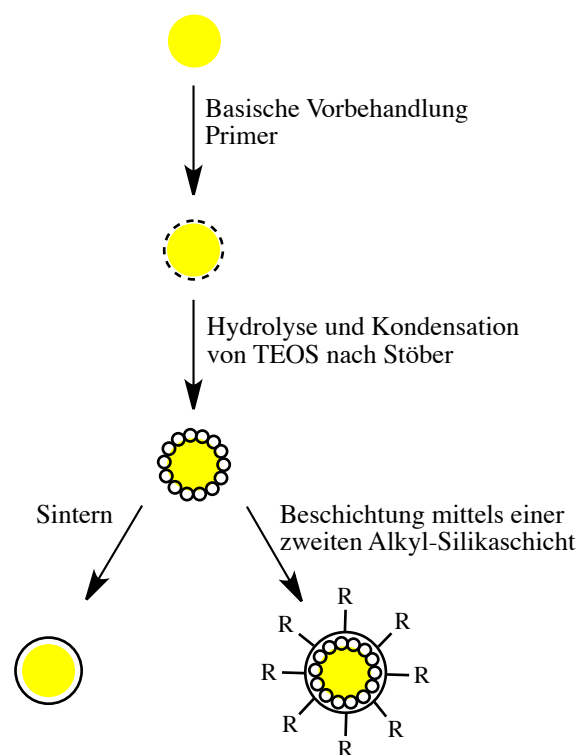 Basische Vorbehandlung
Primer
Hydrolyse und Kondensation
von TEOS nach Stöber
Sintern
Beschichtung mittels einer
zweiten Alkyl-Silikaschicht
R
R
R
R
R
R
R
R